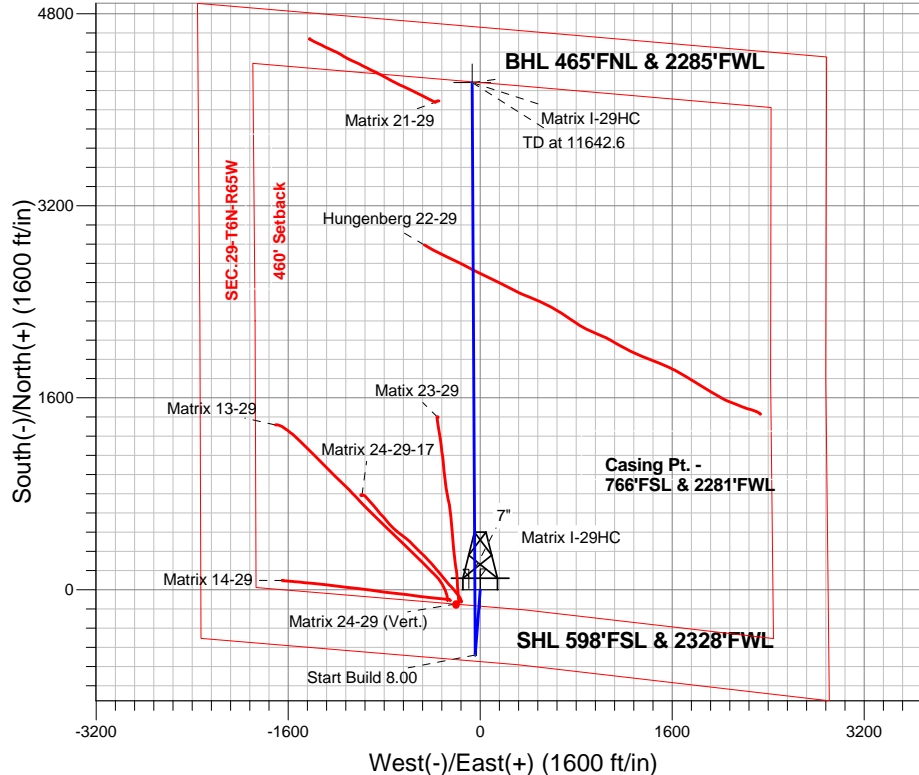 4800
BHL 465'FNL & 2285'FWL
Matrix 21-29
Matrix I-29HC
TD at 11642.6
SEC.29-T6N-R65W
460' Setback
3200
Hungenberg 22-29
South(-)/North(+) (1600 ft/in)
1600
Matrix 13-29
Matix 23-29
Matrix 24-29-17
Casing Pt. -
766'FSL & 2281'FWL
7"
Matrix I-29HC
Matrix 14-29
0
Matrix 24-29 (Vert.)
SHL 598'FSL & 2328'FWL
Start Build 8.00
-3200
-1600
0
1600
3200
West(-)/East(+) (1600 ft/in)